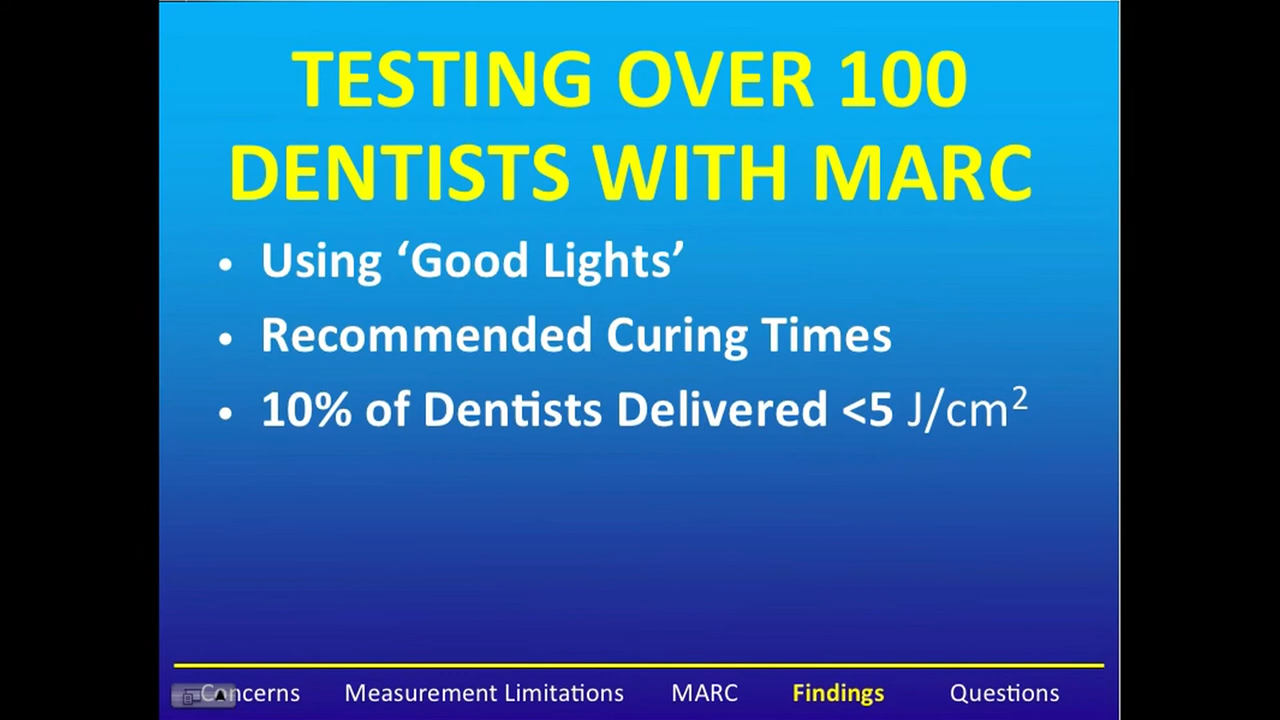 TESTING OVER 100
DENTISTS WITH MARC
• Using ‘Good Lights’
• Recommended Curing Times
• 10% of Dentists Delivered <5 J/cm²
Concerns Measurement Limitations MARC Findings Questions